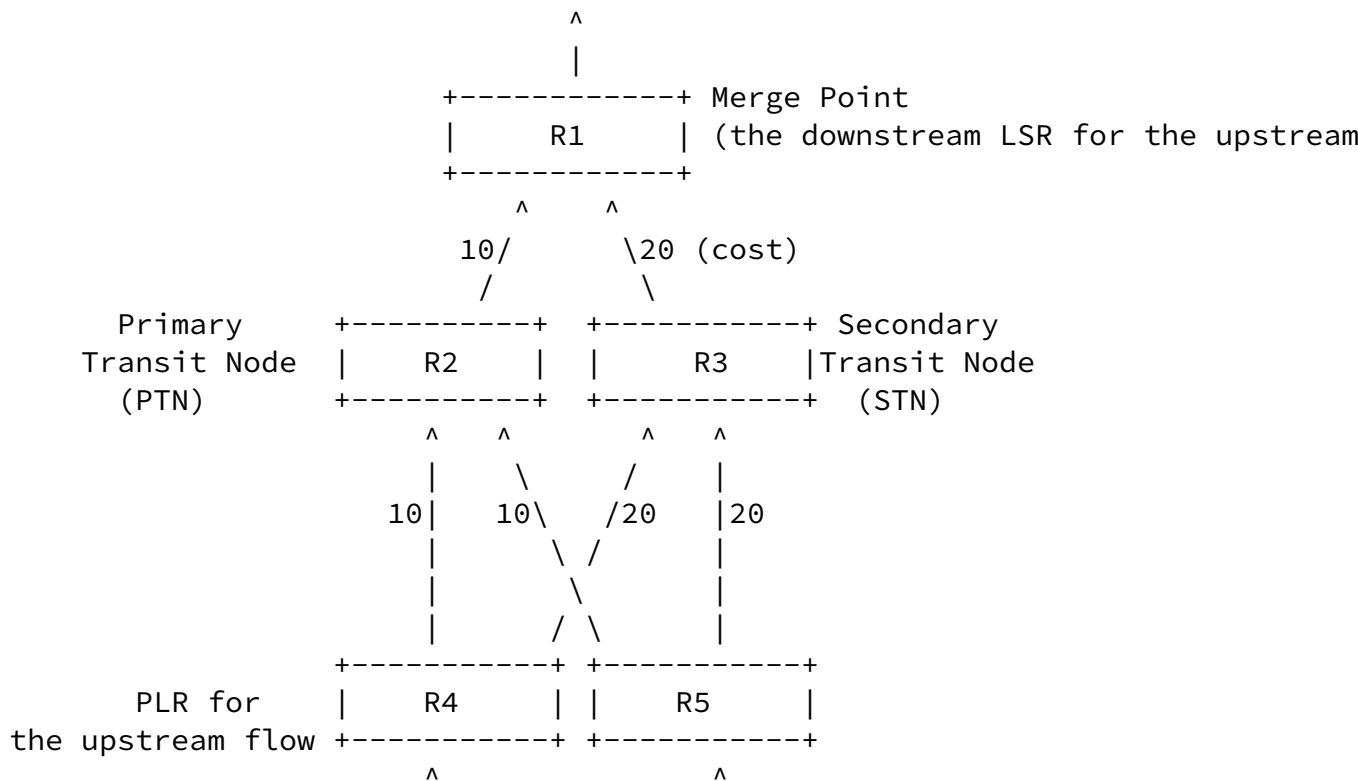 Merge Point
R1 (the downstream LSR for the upstream
10 20 (cost)
Primary Secondary
Transit Node R2 R3 Transit Node
(PTN) (STN)
10 10 20 20
PLR for R4 R5
the upstream flow